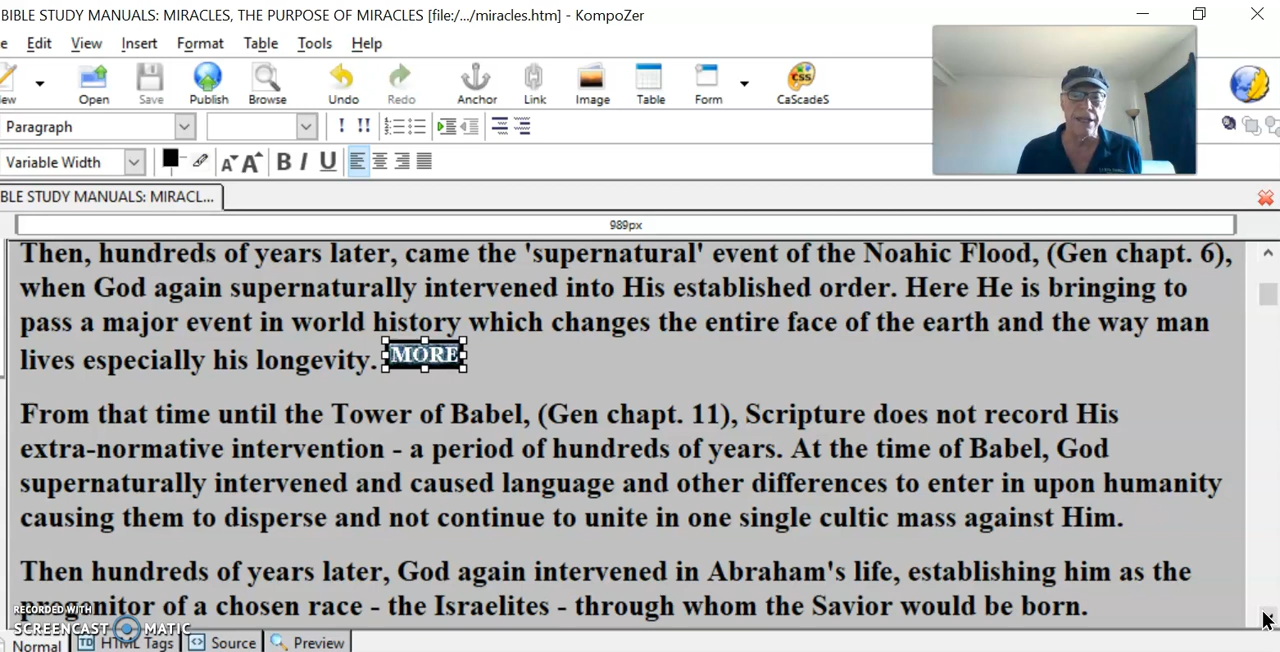 BIBLE STUDY MANUALS: MIRACLES, THE PURPOSE OF MIRACLES [file:/.../miracles.htm] - KompoZer
Edit View Insert Format Table Tools Help
Open Save Publish Browse Undo Redo Anchor Link Image Table Form CaScadeS
Paragraph
Variable Width
BLE STUDY MANUALS: MIRACL...
989px
Then, hundreds of years later, came the 'supernatural' event of the Noahic Flood, (Gen chapt. 6),
when God again supernaturally intervened into His established order. Here He is bringing to
pass a major event in world history which changes the entire face of the earth and the way man
lives especially his longevity. MORE
From that time until the Tower of Babel, (Gen chapt. 11), Scripture does not record His
extra-normative intervention - a period of hundreds of years. At the time of Babel, God
supernaturally intervened and caused language and other differences to enter in upon humanity
causing them to disperse and not continue to unite in one single cultic mass against Him.
Then hundreds of years later, God again intervened in Abraham's life, establishing him as the
progenitor of a chosen race - the Israelites - through whom the Savior would be born.
RECORDED WITH
SCREENCAST MATIC
Normal HTML Tags Source Preview